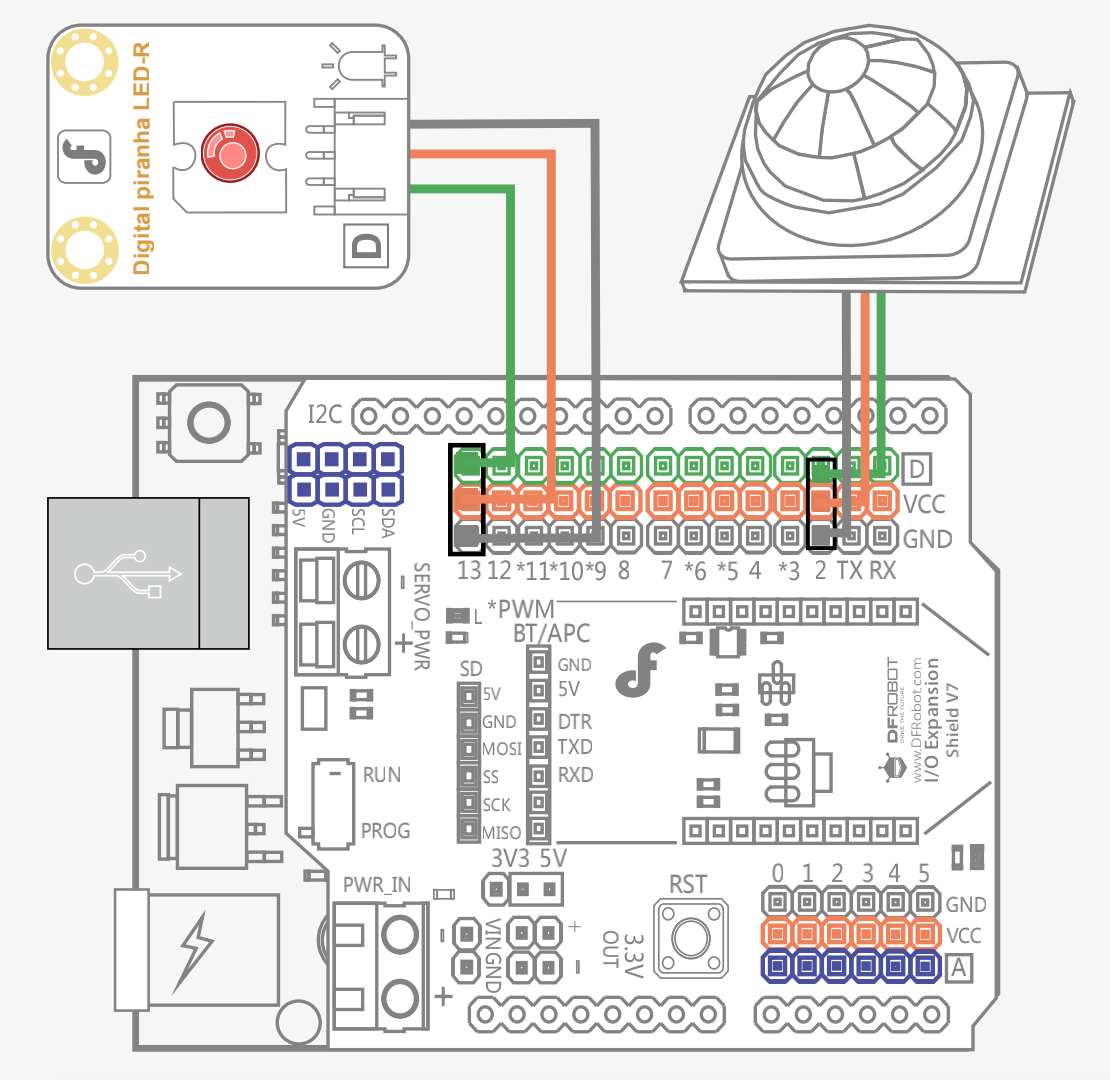 Digital piranha LED-R
D
I2C
5V
GND
SCL
SDA
D
VCC
GND
13 12 *11 *10 *9 8 7 *6 *5 4 *3 2 TX RX
SERVO_PWR
-
+
L
*PWM
BT/APC
GND
5V
DTR
TXD
RXD
SD
5V
GND
MOSI
SS
SCK
MISO
RUN
PROG
3V3 5V
PWR_IN
-
+
VIN
GND
+
-
3.3V
OUT
RST
DFROBOT
DRIVE THE FUTURE
www.DFRobot.com
I/O Expansion
Shield V7
0 1 2 3 4 5
GND
VCC
A